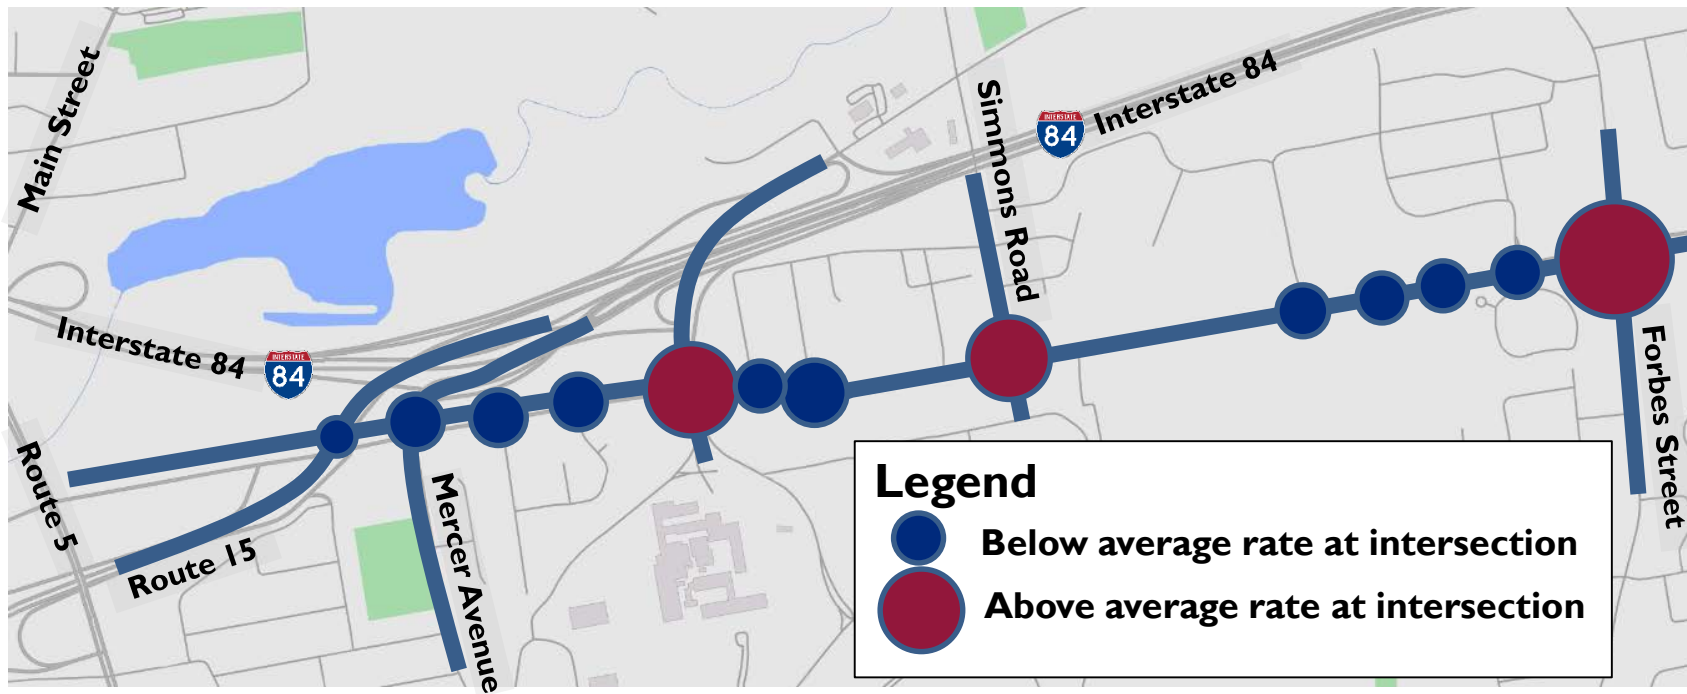 Main Street
Simmons Road
INTERSTATE
84
Interstate 84
Interstate 84
INTERSTATE
84
Route 5
Route 15
Mercer Avenue
Forbes Street
Legend
Below average rate at intersection
Above average rate at intersection